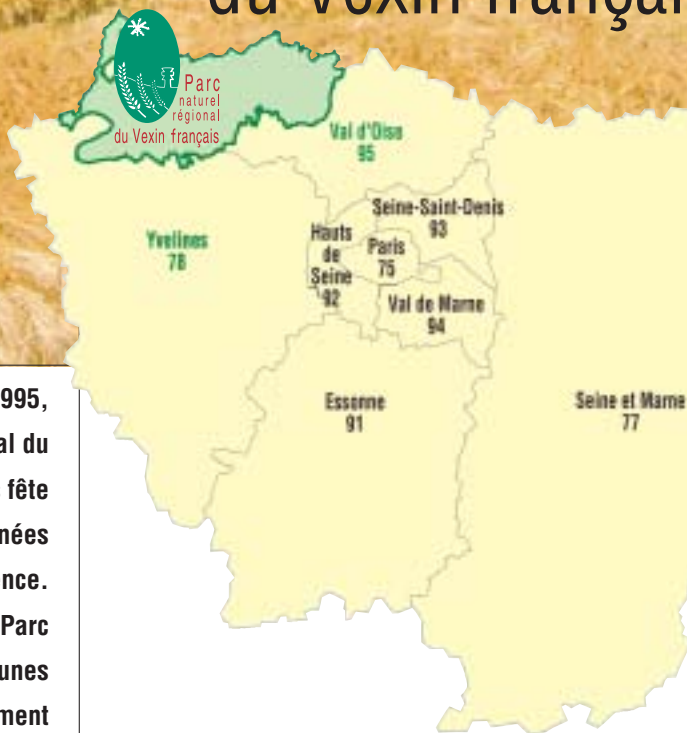 du Vexin français
Parc
naturel
régional
du Vexin français
Val d'Oise
95
Yvelines
78
Hauts
de
Seine
92
Paris
75
Seine-Saint-Denis
93
Val de Marne
94
Essonne
91
Seine et Marne
77
995,
al du
fête
nées
nce.
Parc
unes
ment